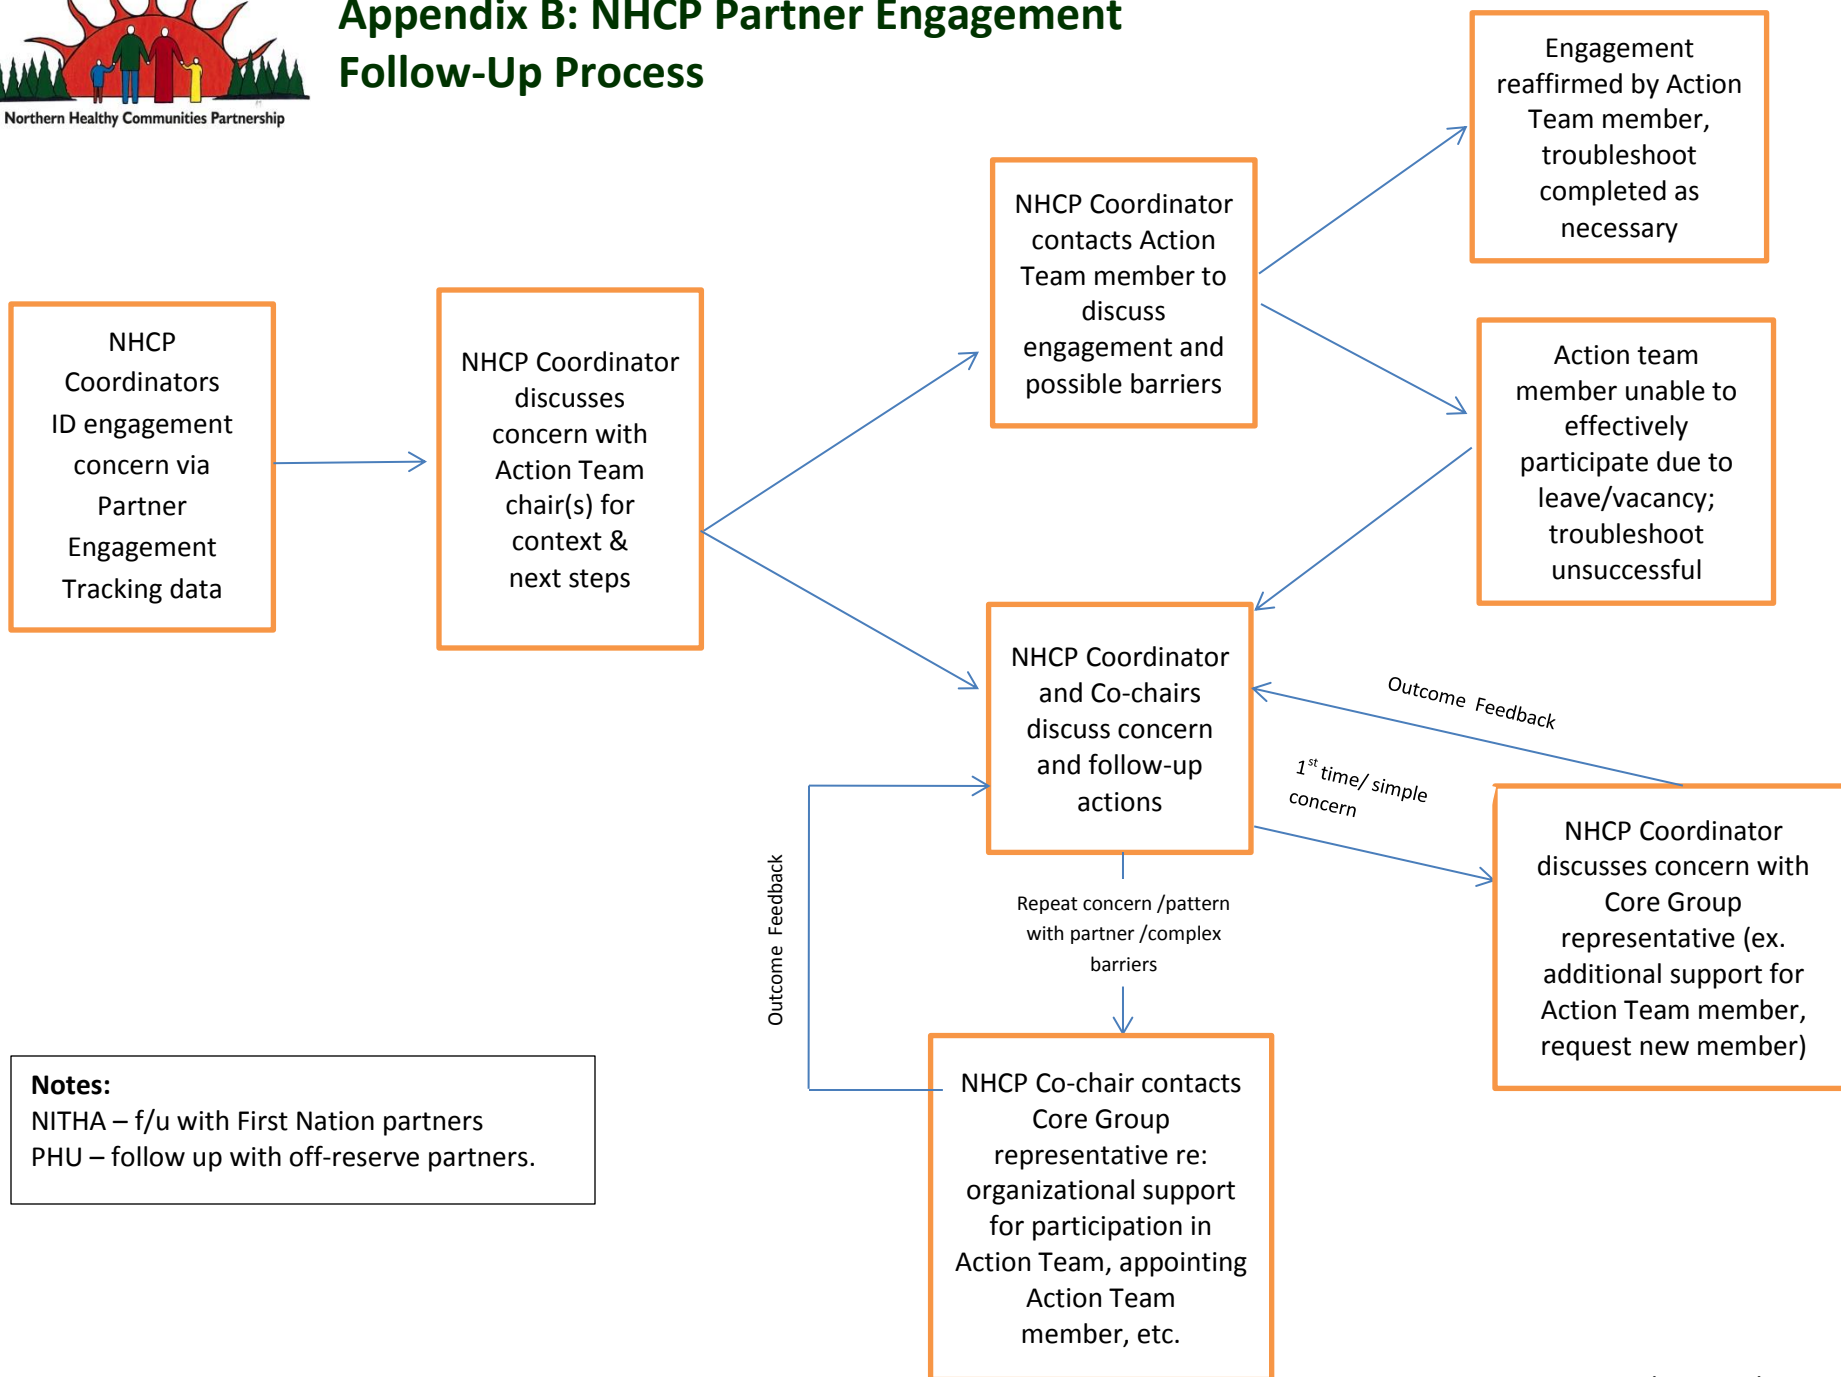 Appendix B: NHCP Partner Engagement
Follow-Up Process
Northern Healthy Communities Partnership
NHCP
Coordinators
ID engagement
concern via
Partner
Engagement
Tracking data
NHCP Coordinator
discusses
concern with
Action Team
chair(s) for
context &
next steps
NHCP Coordinator
contacts Action
Team member to
discuss
engagement and
possible barriers
Engagement
reaffirmed by Action
Team member,
troubleshoot
completed as
necessary
Action team
member unable to
effectively
participate due to
leave/vacancy;
troubleshoot
unsuccessful
NHCP Coordinator
and Co-chairs
discuss concern
and follow-up
actions
Outcome Feedback
1st time/ simple
concern
NHCP Coordinator
discusses concern with
Core Group
representative (ex.
additional support for
Action Team member,
request new member)
Repeat concern /pattern
with partner /complex
barriers
Outcome Feedback
NHCP Co-chair contacts
Core Group
representative re:
organizational support
for participation in
Action Team, appointing
Action Team
member, etc.
Notes:
NITHA – f/u with First Nation partners
PHU – follow up with off-reserve partners.